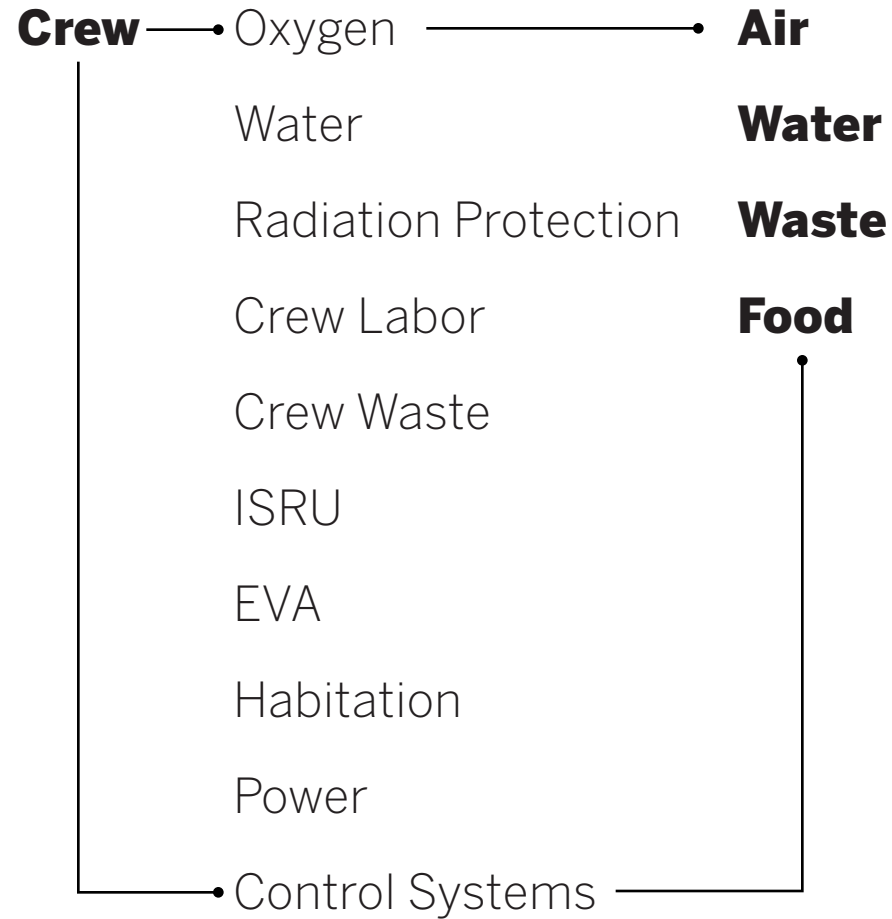 Crew Oxygen Air
Water Water
Radiation Protection Waste
Crew Labor Food
Crew Waste
ISRU
EVA
Habitation
Power
Control Systems